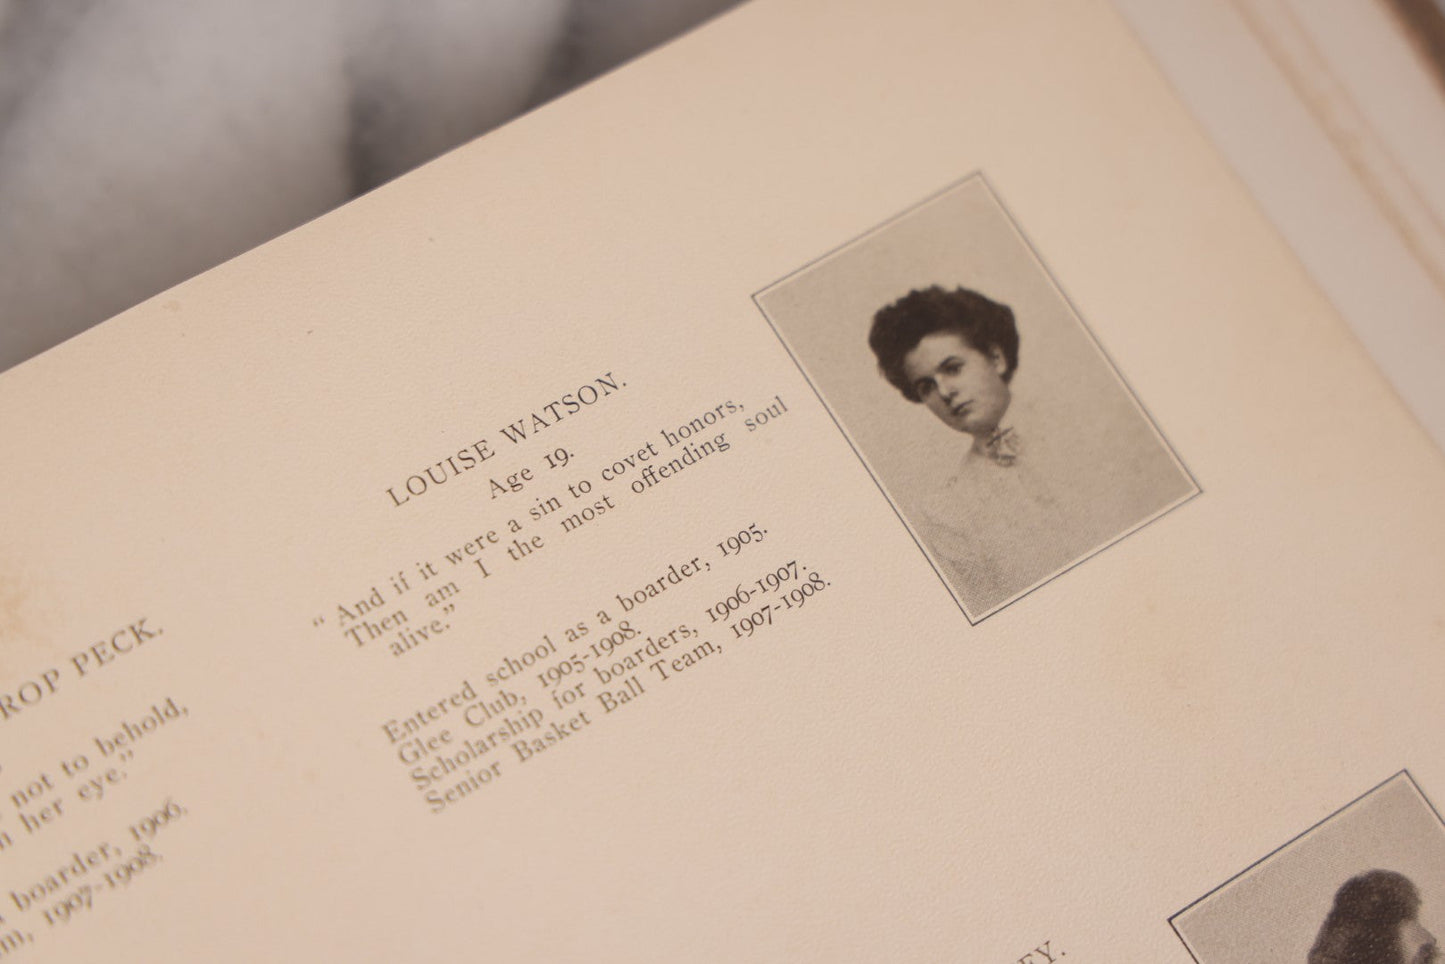 LOUISE WATSON.
Age 19.
“And if it were a sin to covet honors,
Then am I the most offending soul
alive.”
Entered school as a boarder, 1905.
Glee Club, 1905-1908.
Scholarship for boarders, 1906-1907.
Senior Basket Ball Team, 1907-1908.
ROP PECK.
not to behold,
her eye.”
boarder, 1906.
1907-1908.
EY.